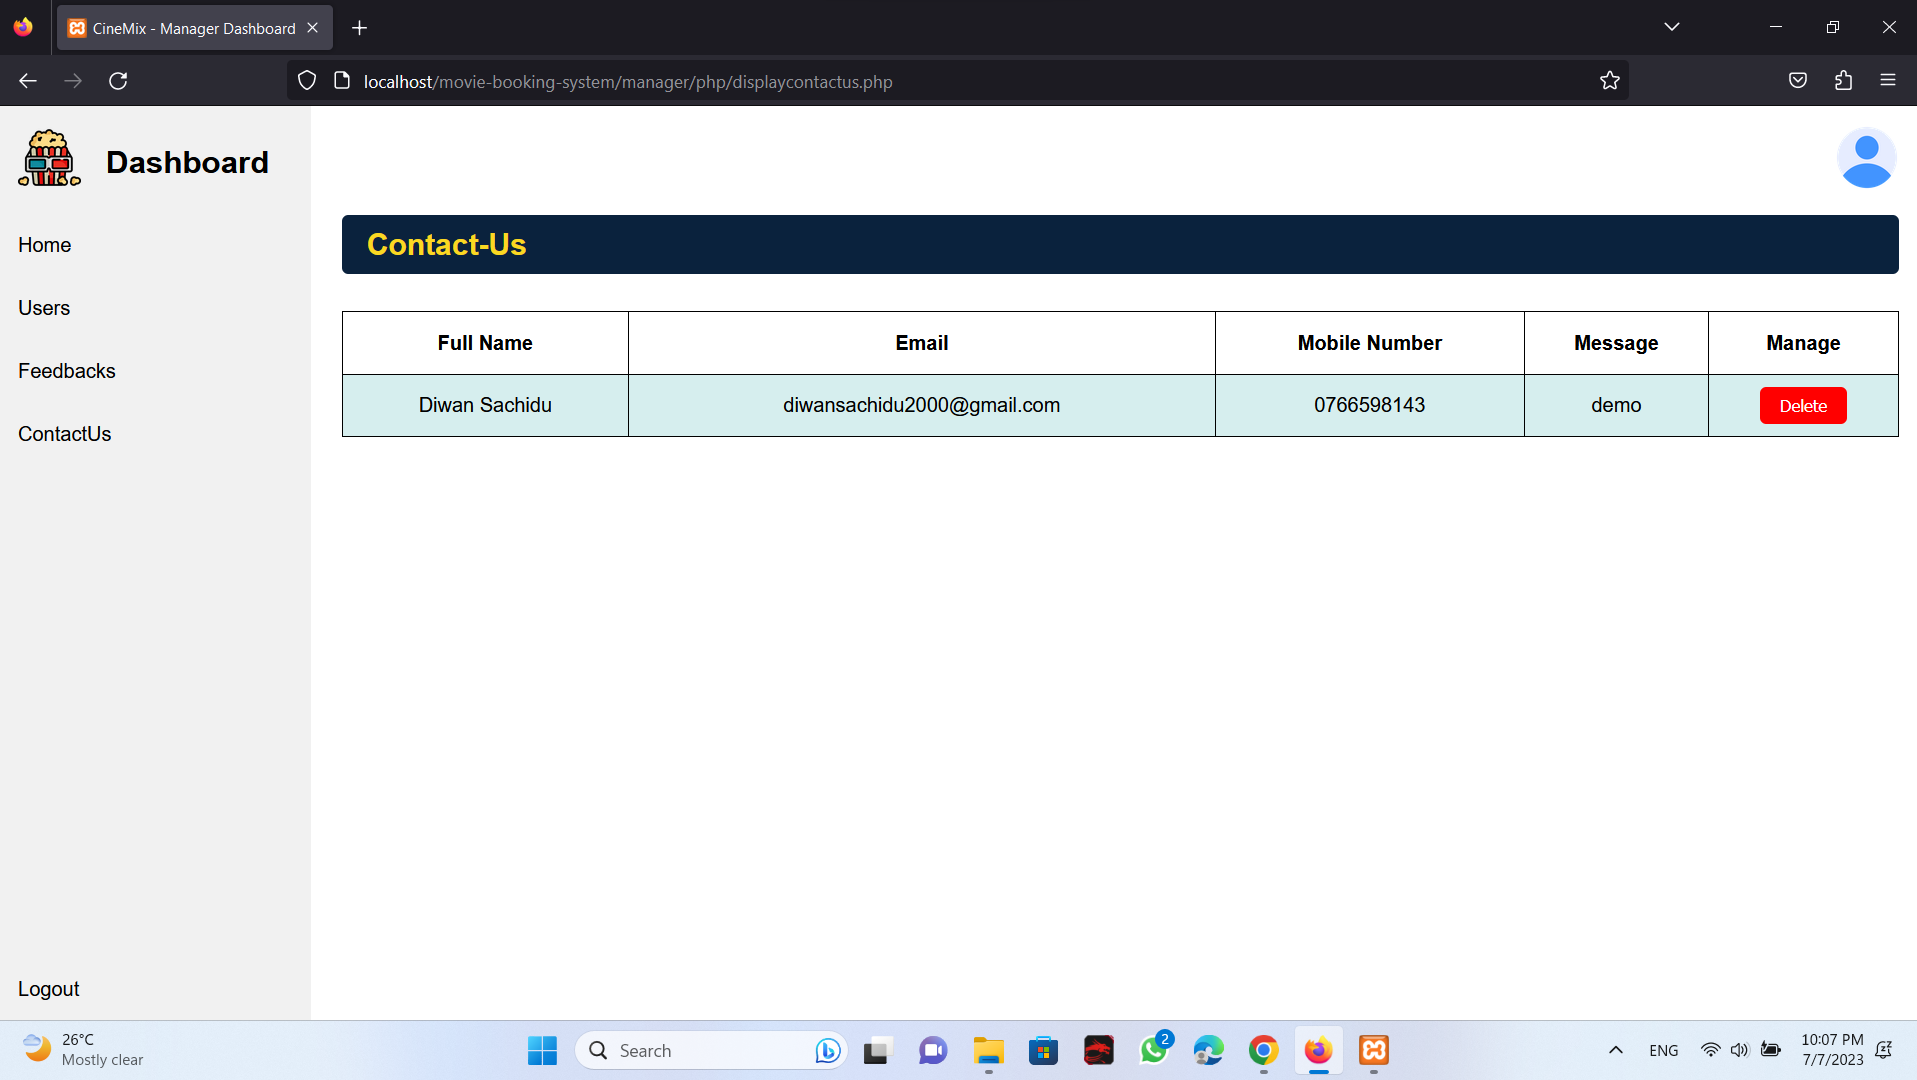 CineMix - Manager Dashboard
localhost/movie-booking-system/manager/php/displaycontactus.php
Dashboard
Home
Users
Feedbacks
ContactUs
Logout
Contact-Us
Full Name Email Mobile Number Message Manage
Diwan Sachidu diwansachidu2000@gmail.com 0766598143 demo Delete
26°C
Mostly clear
Search
2
ENG
10:07 PM
7/7/2023